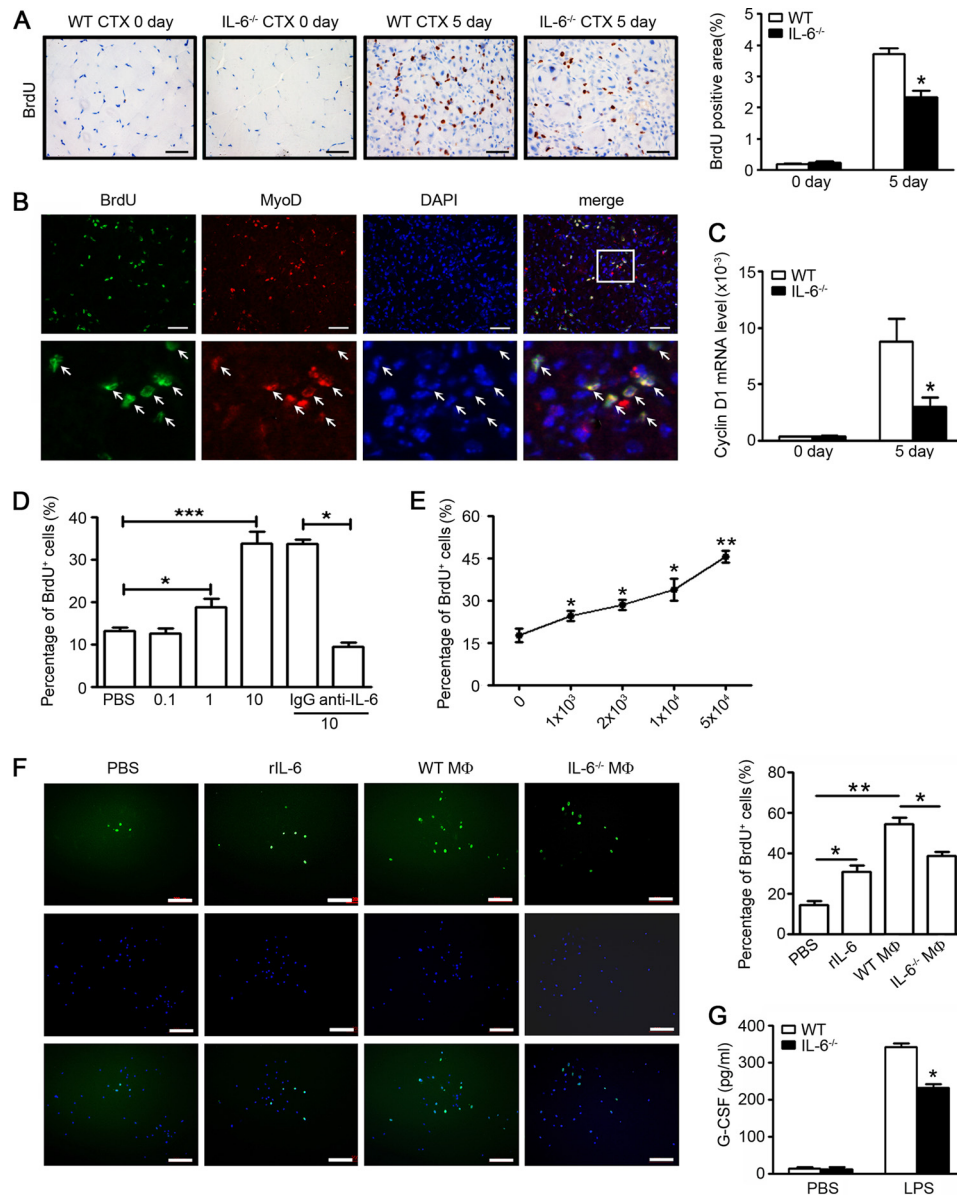 A
WT CTX 0 day
IL-6-/- CTX 0 day
WT CTX 5 day
IL-6-/- CTX 5 day
BrdU
BrdU positive area(%)
5
4
3
2
1
0
WT
IL-6-/-
*
0 day
5 day
B
BrdU
MyoD
DAPI
merge
C
Cyclin D1 mRNA level (x10-3)
15
10
5
0
WT
IL-6-/-
*
0 day
5 day
D
Percentage of BrdU+ cells (%)
40
30
20
10
0
***
*
*
PBS
0.1
1
10
IgG anti-IL-6
10
E
Percentage of BrdU+ cells (%)
60
45
30
15
0
*
*
*
**
0
1x10³
2x10³
1x10⁴
5x10⁴
F
PBS
rIL-6
WT MΦ
IL-6-/- MΦ
Percentage of BrdU+ cells (%)
80
60
40
20
0
**
*
*
PBS
rIL-6
WT MΦ
IL-6-/- MΦ
G
G-CSF (pg/ml)
400
300
200
100
0
WT
IL-6-/-
*
PBS
LPS